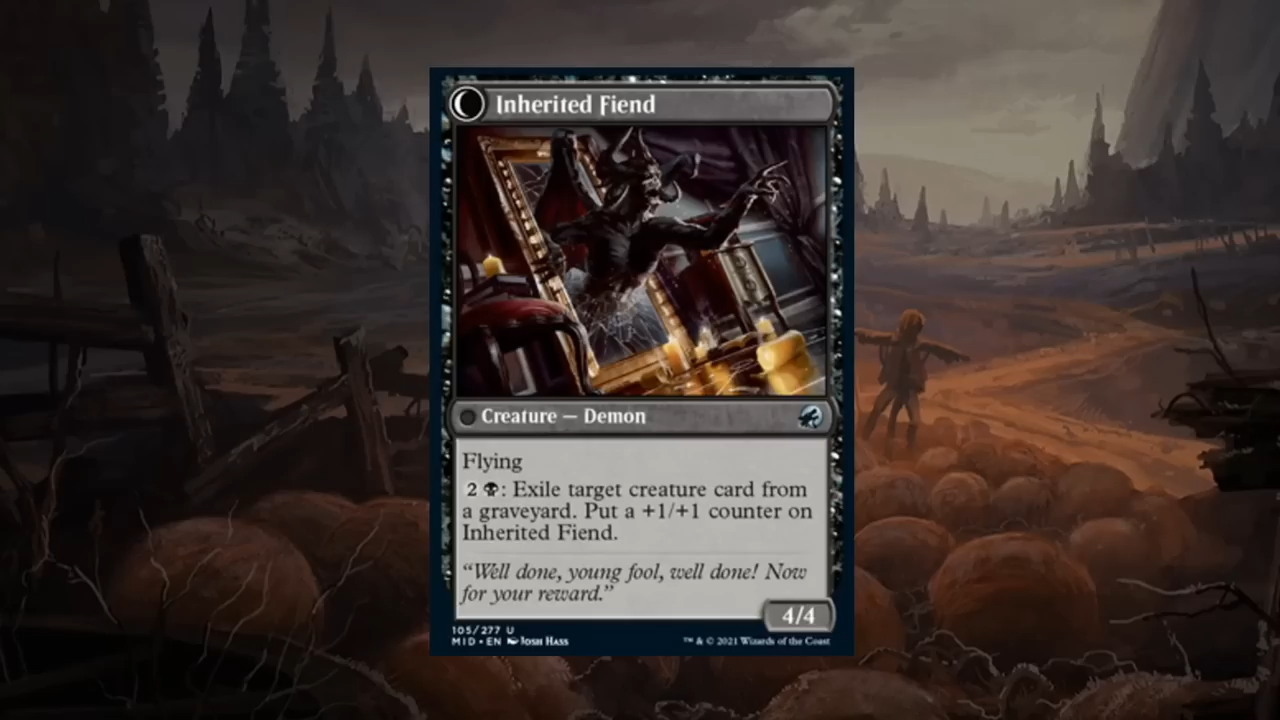 Inherited Fiend
Creature — Demon
Flying
2: Exile target creature card from
a graveyard. Put a +1/+1 counter on
Inherited Fiend.
“Well done, young fool, well done! Now
for your reward.”
4/4
105/277 U
MID • EN Josh Hass
™ & © 2021 Wizards of the Coast